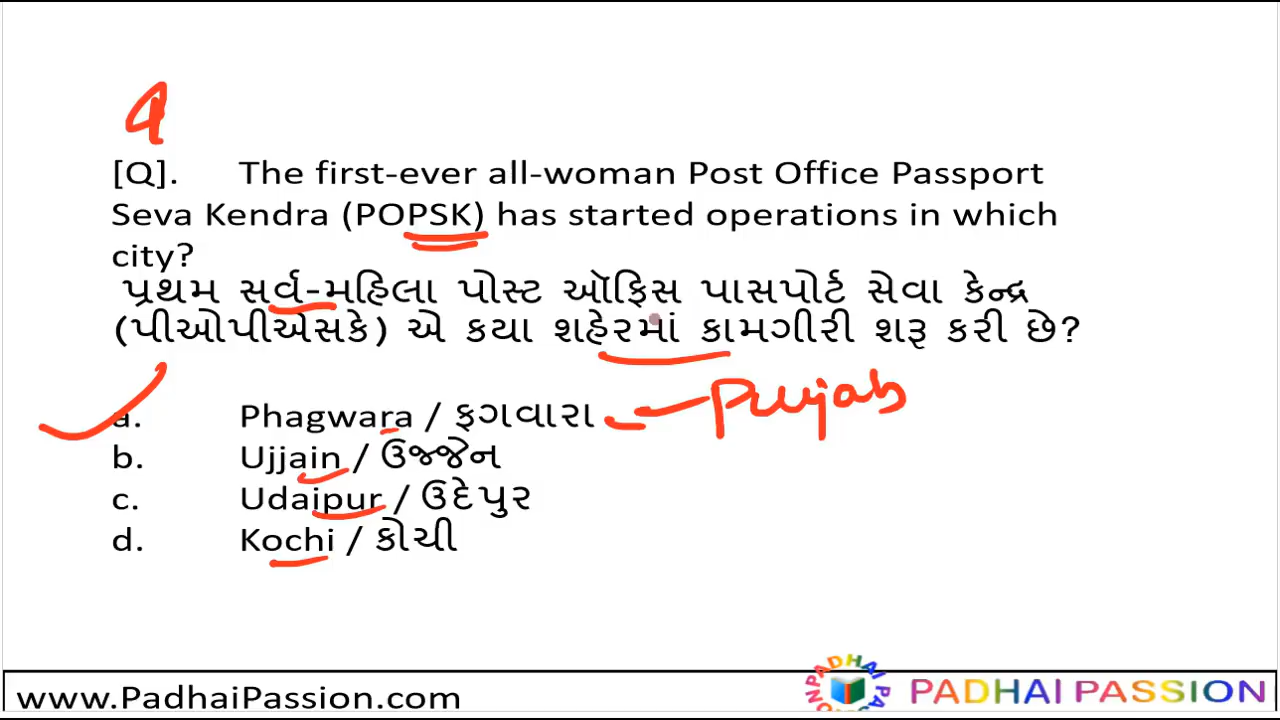 4
[Q]. The first-ever all-woman Post Office Passport
Seva Kendra (POPSK) has started operations in which
city?
પ્રથમ સર્વ-મહિલા પોસ્ટ ઑફિસ પાસપોર્ટ સેવા કેન્દ્ર
(પીઓપીએસકે) એ કયા શહેરમાં કામગીરી શરૂ કરી છે?
a. Phagwara / ફગવારા - Punjab
b. Ujjain / ઉજ્જેન
c. Udaipur / ઉદેપુર
d. Kochi / કોચી
www.PadhaiPassion.com
PADHAI PASSION